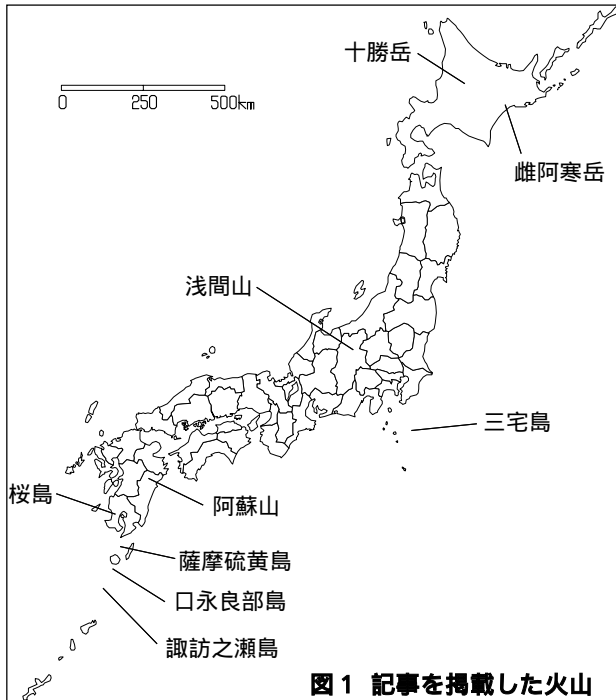 十勝岳
0 250 500km
雌阿寒岳
浅間山
三宅島
桜島
阿蘇山
薩摩硫黄島
口永良部島
諏訪之瀬島
図1 記事を掲載した火山